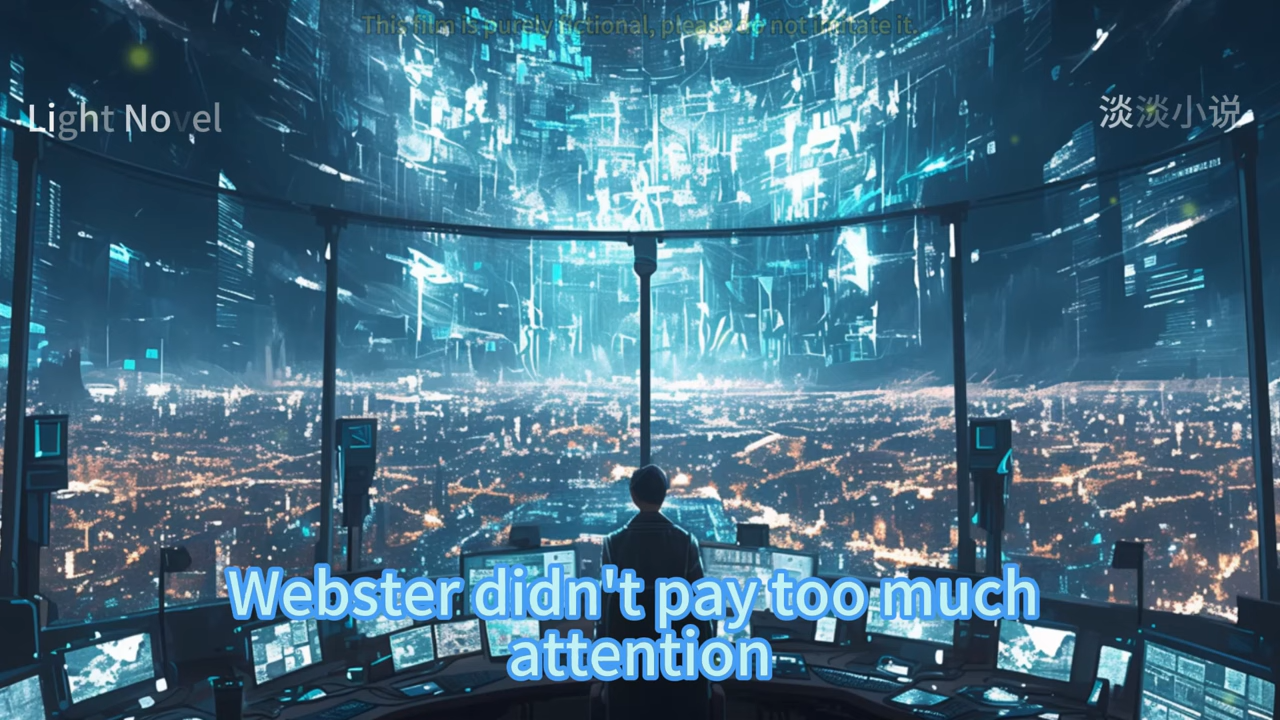 This film is purely fictional, please do not imitate it.
Light Novel
淡淡小说
Webster didn't pay too much
attention